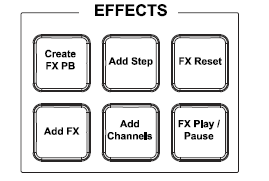 EFFECTS
Create
FX PB
Add Step
FX Reset
Add FX
Add
Channels
FX Play /
Pause